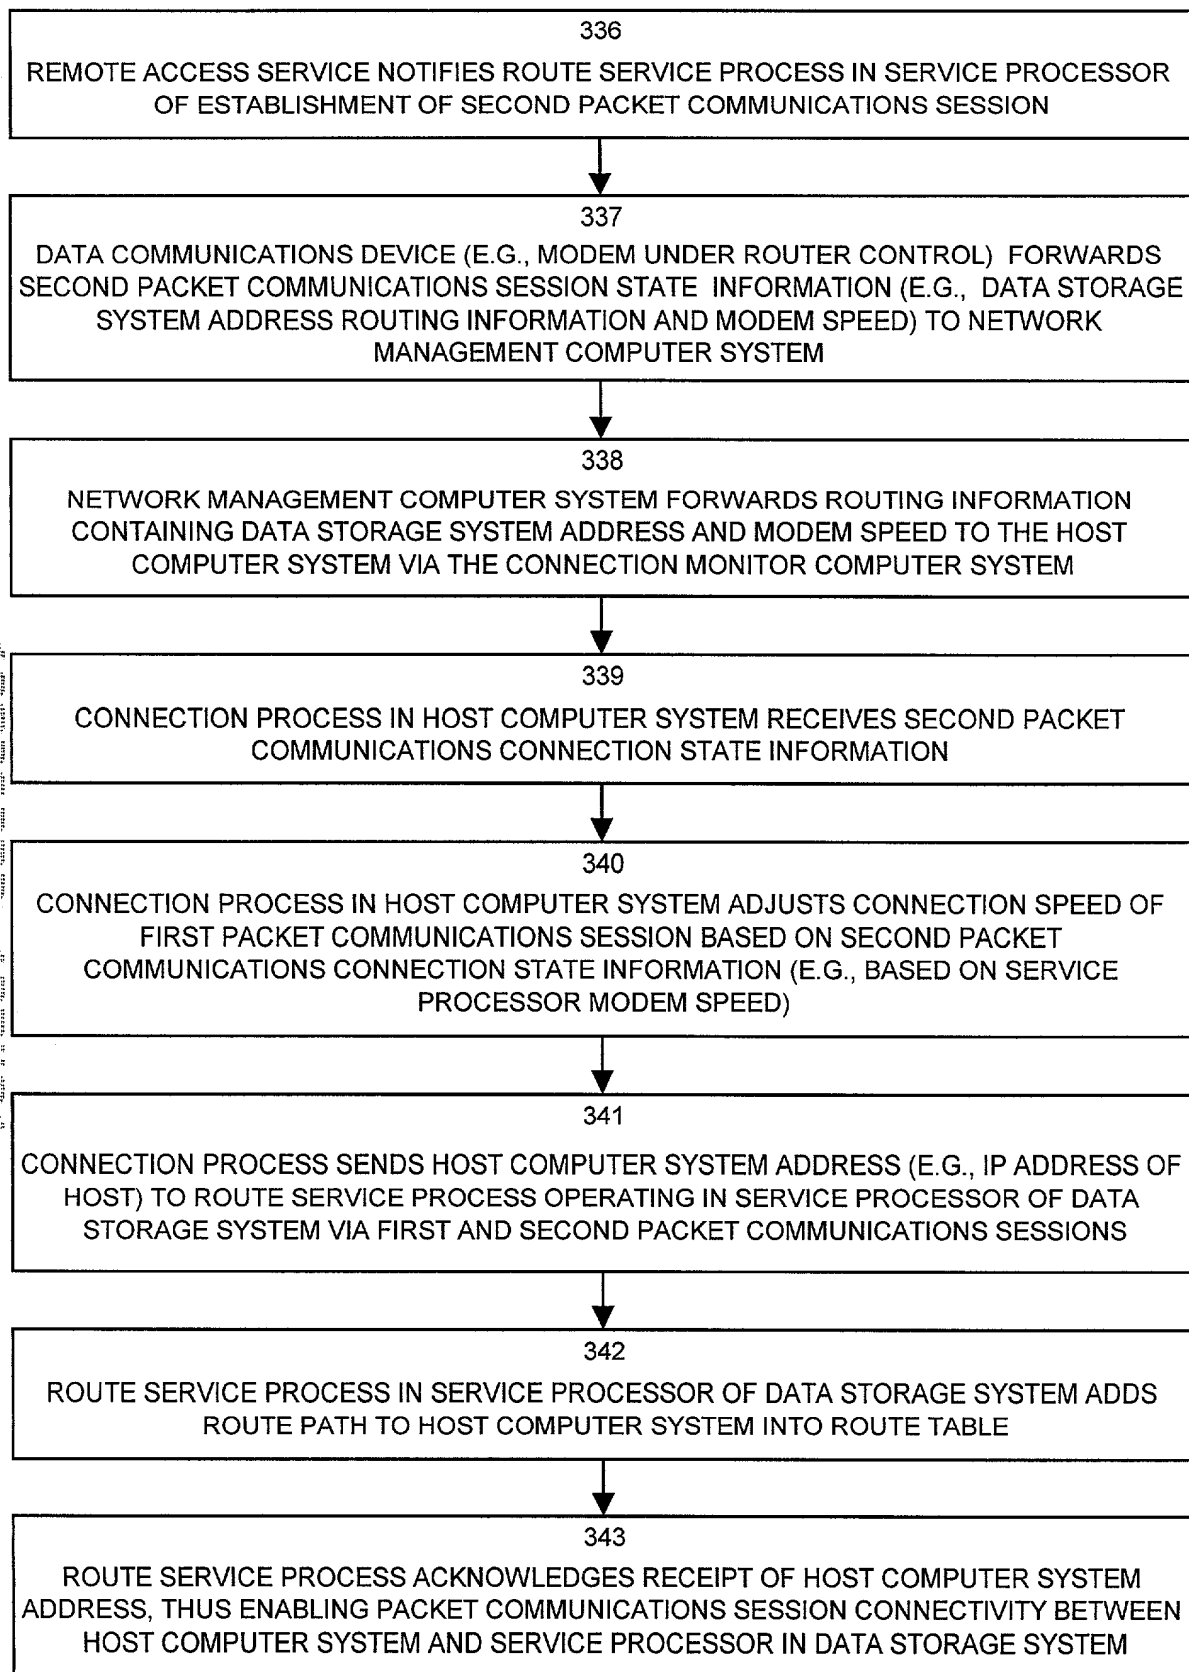 336
REMOTE ACCESS SERVICE NOTIFIES ROUTE SERVICE PROCESS IN SERVICE PROCESSOR
OF ESTABLISHMENT OF SECOND PACKET COMMUNICATIONS SESSION
337
DATA COMMUNICATIONS DEVICE (E.G., MODEM UNDER ROUTER CONTROL) FORWARDS
SECOND PACKET COMMUNICATIONS SESSION STATE INFORMATION (E.G., DATA STORAGE
SYSTEM ADDRESS ROUTING INFORMATION AND MODEM SPEED) TO NETWORK
MANAGEMENT COMPUTER SYSTEM
338
NETWORK MANAGEMENT COMPUTER SYSTEM FORWARDS ROUTING INFORMATION
CONTAINING DATA STORAGE SYSTEM ADDRESS AND MODEM SPEED TO THE HOST
COMPUTER SYSTEM VIA THE CONNECTION MONITOR COMPUTER SYSTEM
339
CONNECTION PROCESS IN HOST COMPUTER SYSTEM RECEIVES SECOND PACKET
COMMUNICATIONS CONNECTION STATE INFORMATION
340
CONNECTION PROCESS IN HOST COMPUTER SYSTEM ADJUSTS CONNECTION SPEED OF
FIRST PACKET COMMUNICATIONS SESSION BASED ON SECOND PACKET
COMMUNICATIONS CONNECTION STATE INFORMATION (E.G., BASED ON SERVICE
PROCESSOR MODEM SPEED)
341
CONNECTION PROCESS SENDS HOST COMPUTER SYSTEM ADDRESS (E.G., IP ADDRESS OF
HOST) TO ROUTE SERVICE PROCESS OPERATING IN SERVICE PROCESSOR OF DATA
STORAGE SYSTEM VIA FIRST AND SECOND PACKET COMMUNICATIONS SESSIONS
342
ROUTE SERVICE PROCESS IN SERVICE PROCESSOR OF DATA STORAGE SYSTEM ADDS
ROUTE PATH TO HOST COMPUTER SYSTEM INTO ROUTE TABLE
343
ROUTE SERVICE PROCESS ACKNOWLEDGES RECEIPT OF HOST COMPUTER SYSTEM
ADDRESS, THUS ENABLING PACKET COMMUNICATIONS SESSION CONNECTIVITY BETWEEN
HOST COMPUTER SYSTEM AND SERVICE PROCESSOR IN DATA STORAGE SYSTEM